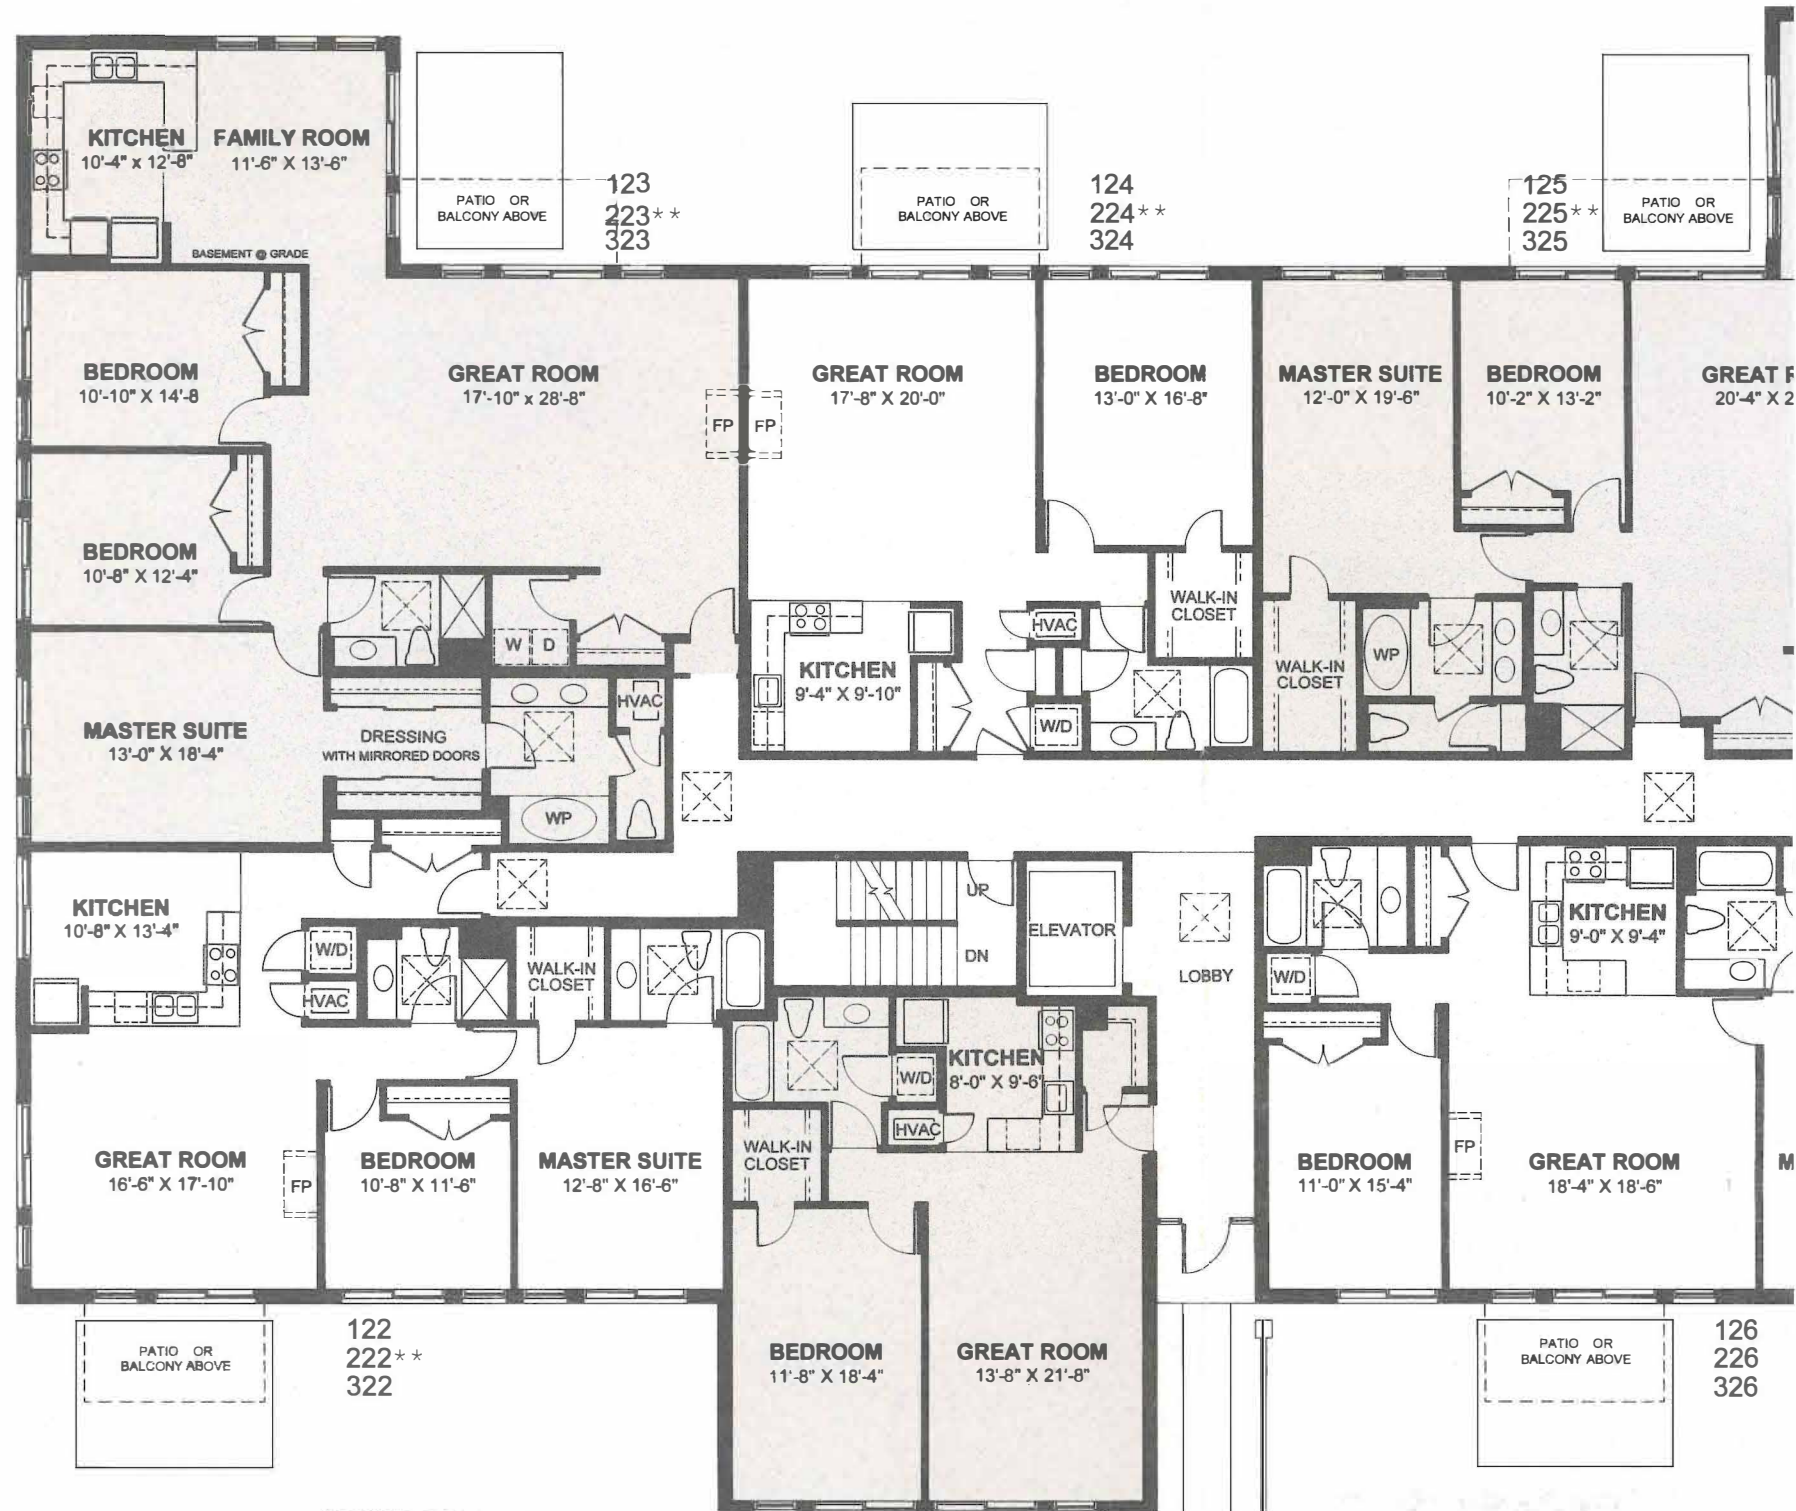 KITCHEN
10'-4" x 12'-8"
FAMILY ROOM
11'-6" X 13'-6"
BASEMENT @ GRADE
PATIO OR
BALCONY ABOVE
123
223**
323
PATIO OR
BALCONY ABOVE
124
224**
324
125
225**
325
PATIO OR
BALCONY ABOVE
BEDROOM
10'-10" X 14'-8
GREAT ROOM
17'-10" x 28'-8"
FP
FP
GREAT ROOM
17'-8" X 20'-0"
BEDROOM
13'-0" X 16'-8"
MASTER SUITE
12'-0" X 19'-6"
BEDROOM
10'-2" X 13'-2"
GREAT R
20'-4" X 2
BEDROOM
10'-8" X 12'-4"
W
D
KITCHEN
9'-4" X 9'-10"
HVAC
W/D
WALK-IN
CLOSET
WALK-IN
CLOSET
WP
MASTER SUITE
13'-0" X 18'-4"
DRESSING
WITH MIRRORED DOORS
HVAC
WP
KITCHEN
10'-8" X 13'-4"
W/D
HVAC
WALK-IN
CLOSET
UP
DN
ELEVATOR
LOBBY
W/D
KITCHEN
9'-0" X 9'-4"
KITCHEN
8'-0" X 9'-6"
W/D
HVAC
WALK-IN
CLOSET
GREAT ROOM
16'-6" X 17'-10"
FP
BEDROOM
10'-8" X 11'-6"
MASTER SUITE
12'-8" X 16'-6"
BEDROOM
11'-0" X 15'-4"
FP
GREAT ROOM
18'-4" X 18'-6"
M
PATIO OR
BALCONY ABOVE
122
222**
322
BEDROOM
11'-8" X 18'-4"
GREAT ROOM
13'-8" X 21'-8"
PATIO OR
BALCONY ABOVE
126
226
326